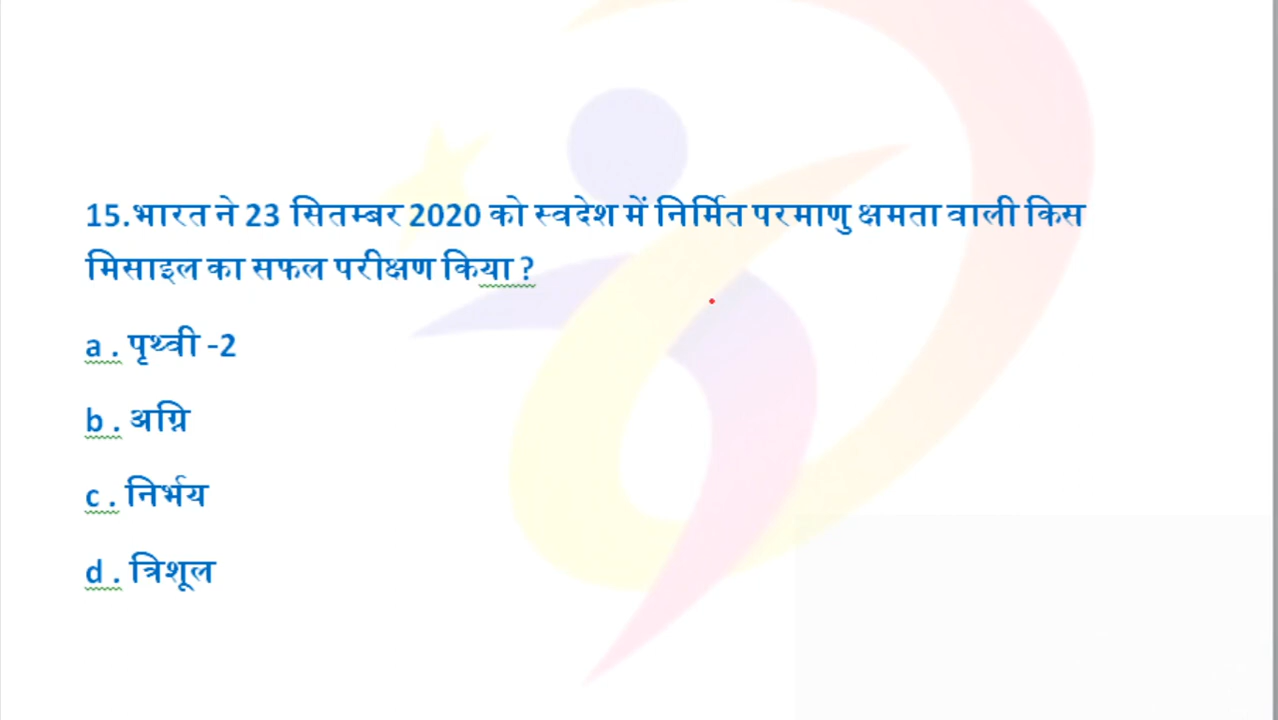 15.भारत ने 23 सितम्बर 2020 को स्वदेश में निर्मित परमाणु क्षमता वाली किस
मिसाइल का सफल परीक्षण किया ?
a . पृथ्वी -2
b . अग्नि
c . निर्भय
d . त्रिशूल